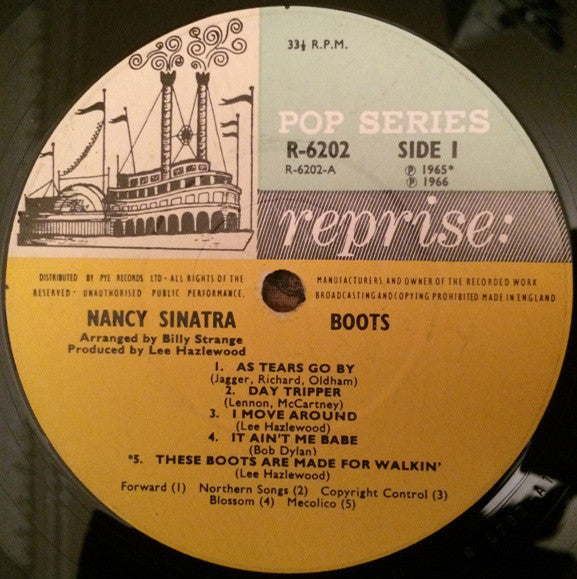 33⅓ R.P.M.
POP SERIES
R-6202 SIDE 1
R-6202-A ℗ 1965*
℗ 1966
reprise:
DISTRIBUTED BY PYE RECORDS LTD · ALL RIGHTS OF THE
RESERVED · UNAUTHORISED PUBLIC PERFORMANCE.
MANUFACTURERS AND OWNER OF THE RECORDED WORK
BROADCASTING AND COPYING PROHIBITED MADE IN ENGLAND
NANCY SINATRA BOOTS
Arranged by Billy Strange
Produced by Lee Hazlewood
1. AS TEARS GO BY
(Jagger, Richard, Oldham)
2. DAY TRIPPER
(Lennon, McCartney)
3. I MOVE AROUND
(Lee Hazlewood)
4. IT AIN'T ME BABE
(Bob Dylan)
*5. THESE BOOTS ARE MADE FOR WALKIN'
(Lee Hazlewood)
Forward (1) Northern Songs (2) Copyright Control (3)
Blossom (4) Mecolico (5)